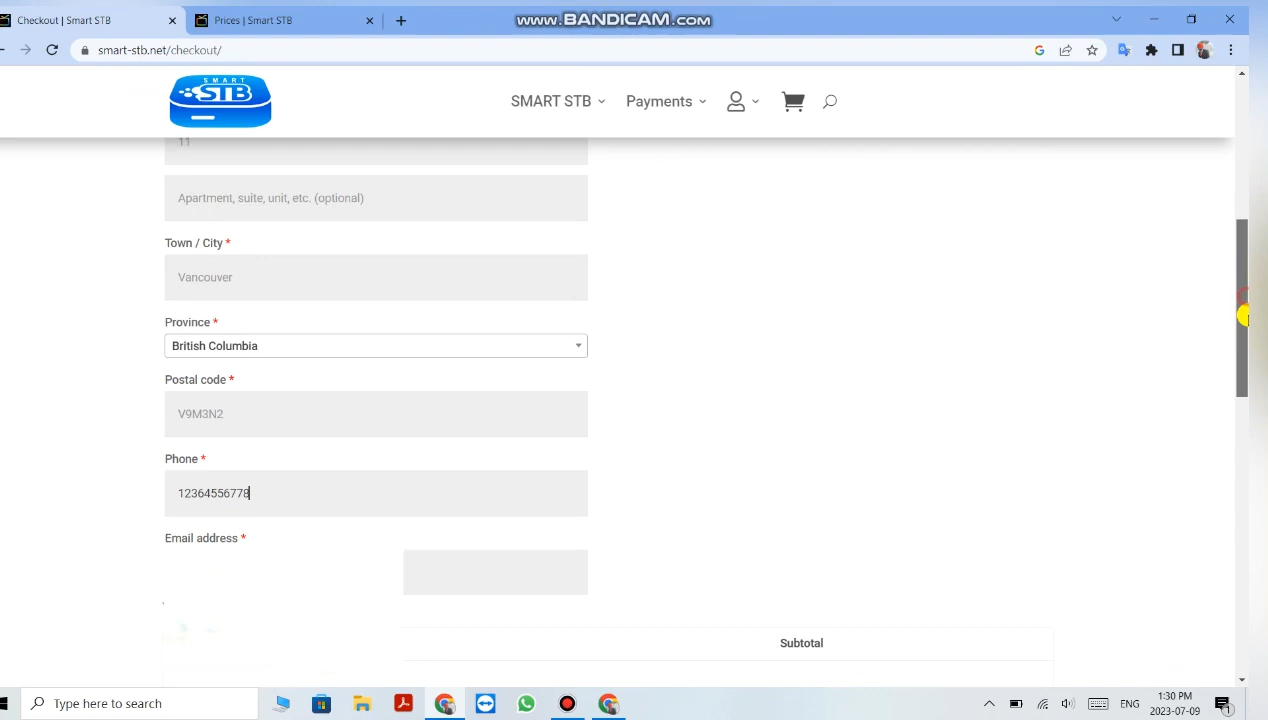 www.BANDICAM.com
Checkout | Smart STB
Prices | Smart STB
smart-stb.net/checkout/
SMART
STB
SMART STB
Payments
11
Apartment, suite, unit, etc. (optional)
Town / City *
Vancouver
Province *
British Columbia
Postal code *
V9M3N2
Phone *
12364556778
Email address *
Subtotal
Type here to search
ENG
1:30 PM
2023-07-09
1